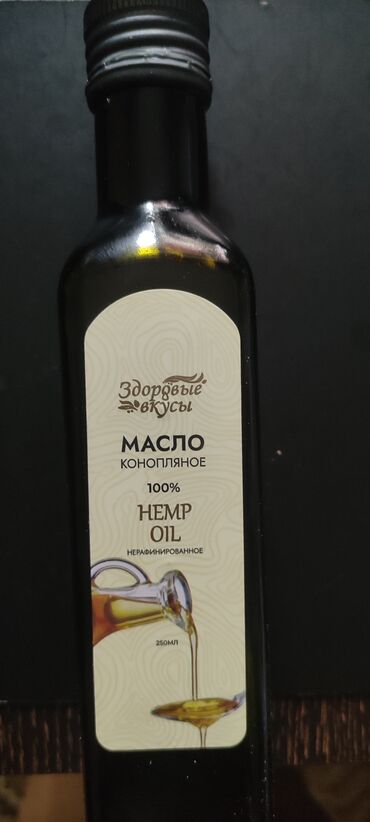 Здоровые
вкусы
МАСЛО
КОНОПЛЯНОЕ
100%
HEMP
OIL
НЕРАФИНИРОВАННОЕ
250МЛ